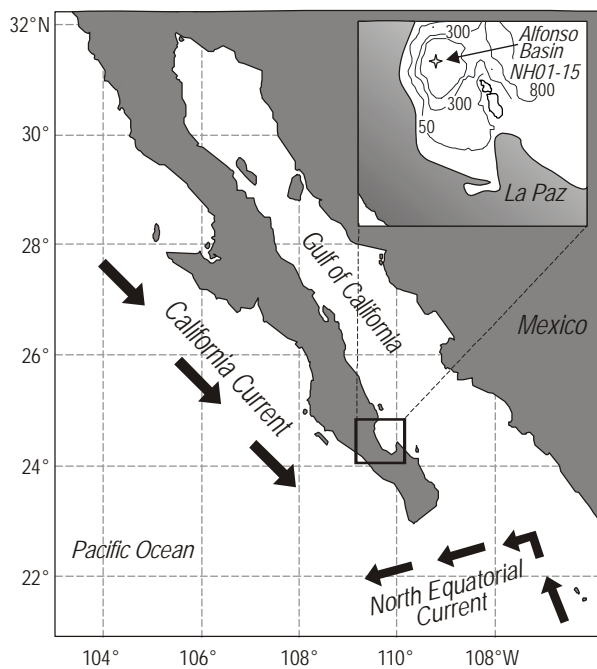 32°N
30°
28°
26°
24°
22°
104°
106°
108°
110°
108°W
300
Alfonso
Basin
NH01-15
300
800
50
La Paz
Gulf of California
Mexico
California Current
Pacific Ocean
North Equatorial
Current